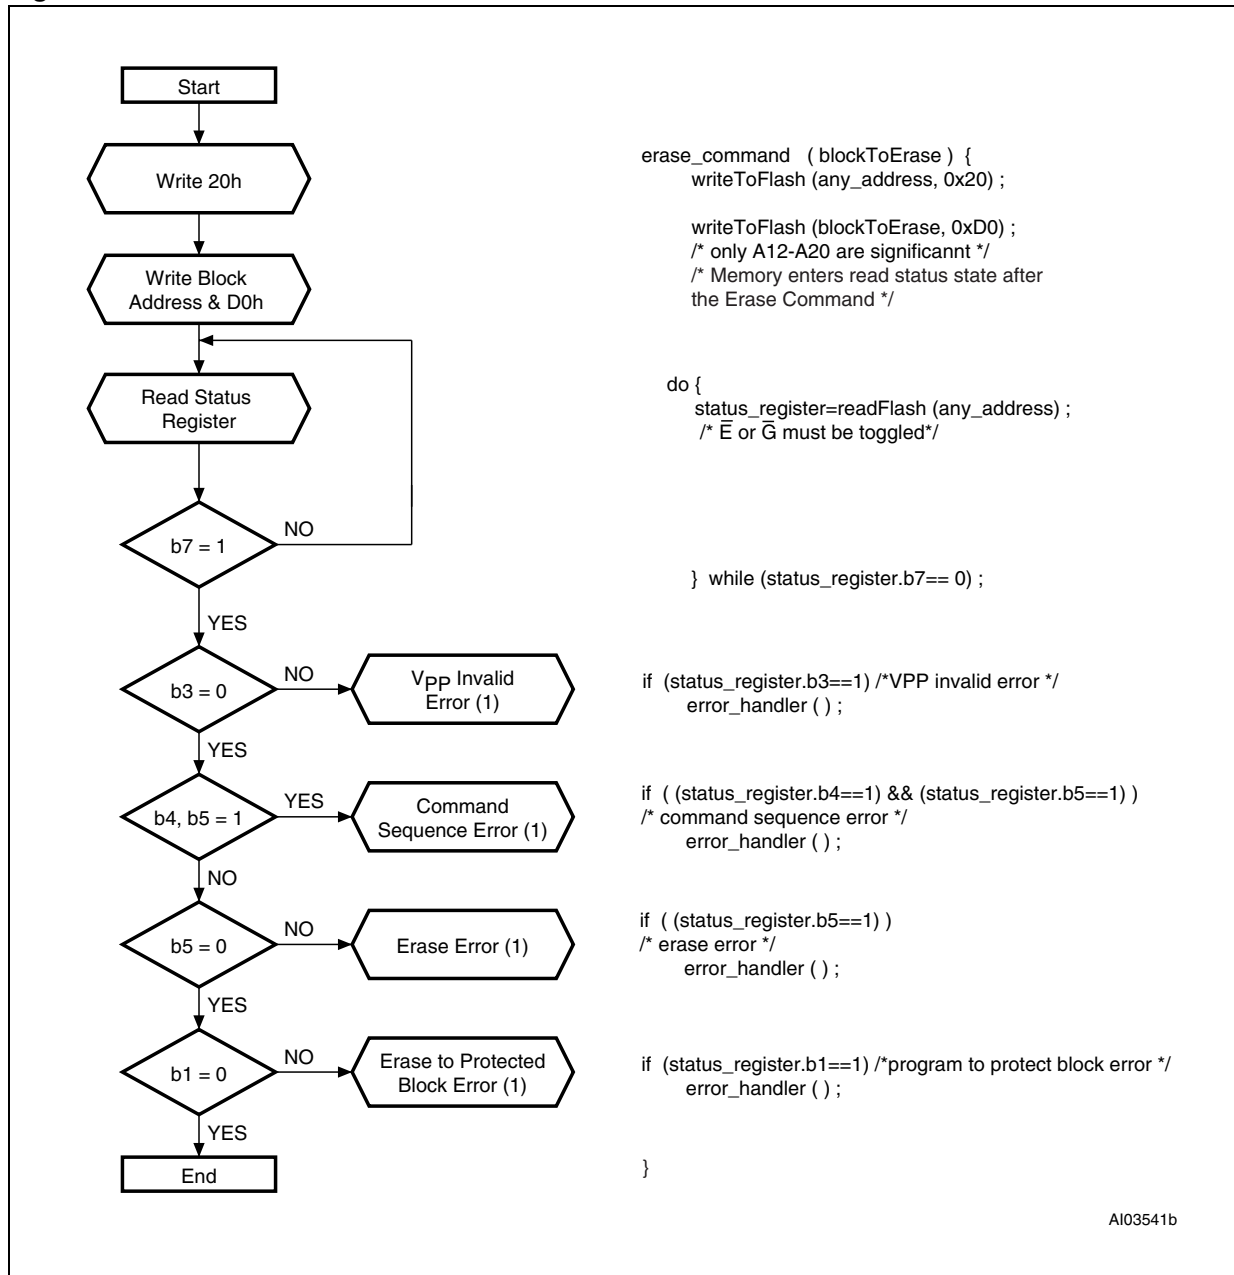 Start
Write 20h
Write Block
Address & D0h
Read Status
Register
b7 = 1
NO
YES
b3 = 0
NO
VPP Invalid
Error (1)
YES
b4, b5 = 1
YES
Command
Sequence Error (1)
NO
b5 = 0
NO
Erase Error (1)
YES
b1 = 0
NO
Erase to Protected
Block Error (1)
YES
End
erase_command ( blockToErase ) {
writeToFlash (any_address, 0x20) ;
writeToFlash (blockToErase, 0xD0) ;
/* only A12-A20 are significannt */
/* Memory enters read status state after
the Erase Command */
do {
status_register=readFlash (any_address) ;
/* E̅ or G̅ must be toggled*/
} while (status_register.b7== 0) ;
if (status_register.b3==1) /*VPP invalid error */
error_handler ( ) ;
if ( (status_register.b4==1) && (status_register.b5==1) )
/* command sequence error */
error_handler ( ) ;
if ( (status_register.b5==1) )
/* erase error */
error_handler ( ) ;
if (status_register.b1==1) /*program to protect block error */
error_handler ( ) ;
}
AI03541b